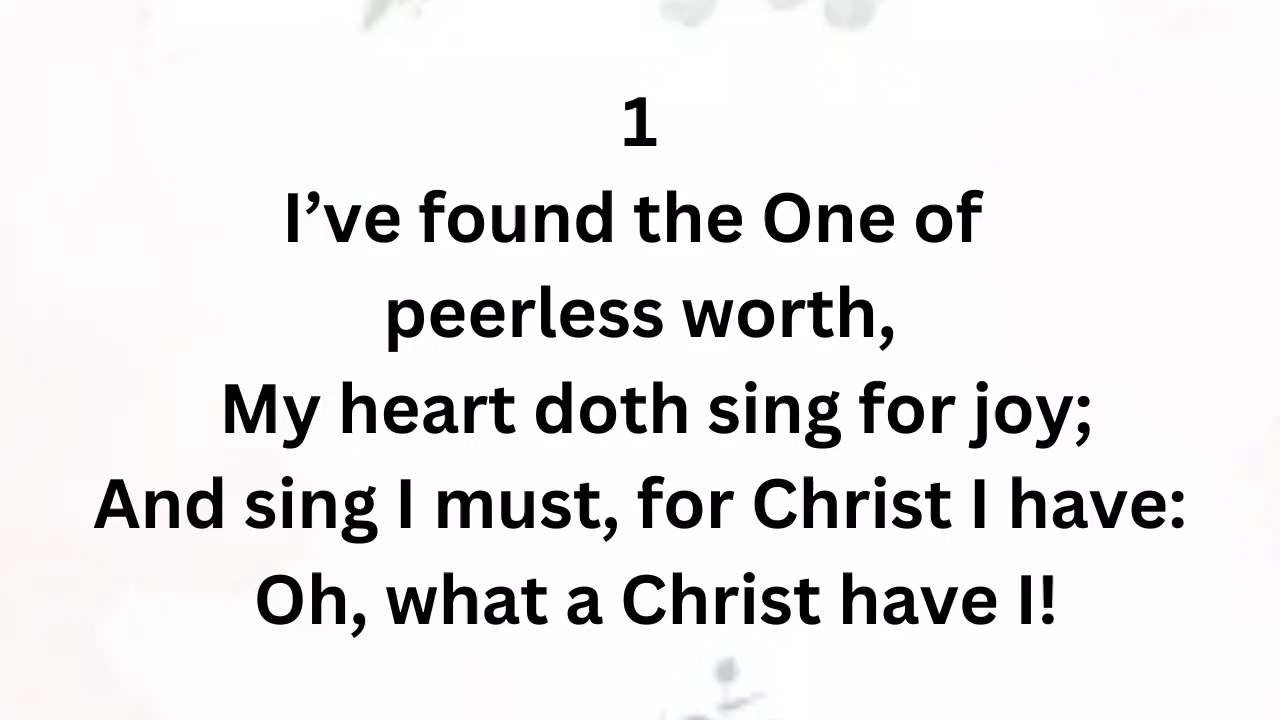 1
I’ve found the One of
peerless worth,
My heart doth sing for joy;
And sing I must, for Christ I have:
Oh, what a Christ have I!